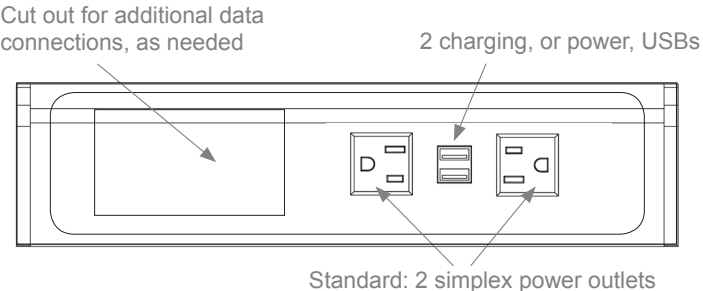 Cut out for additional data
connections, as needed
2 charging, or power, USBs
Standard: 2 simplex power outlets